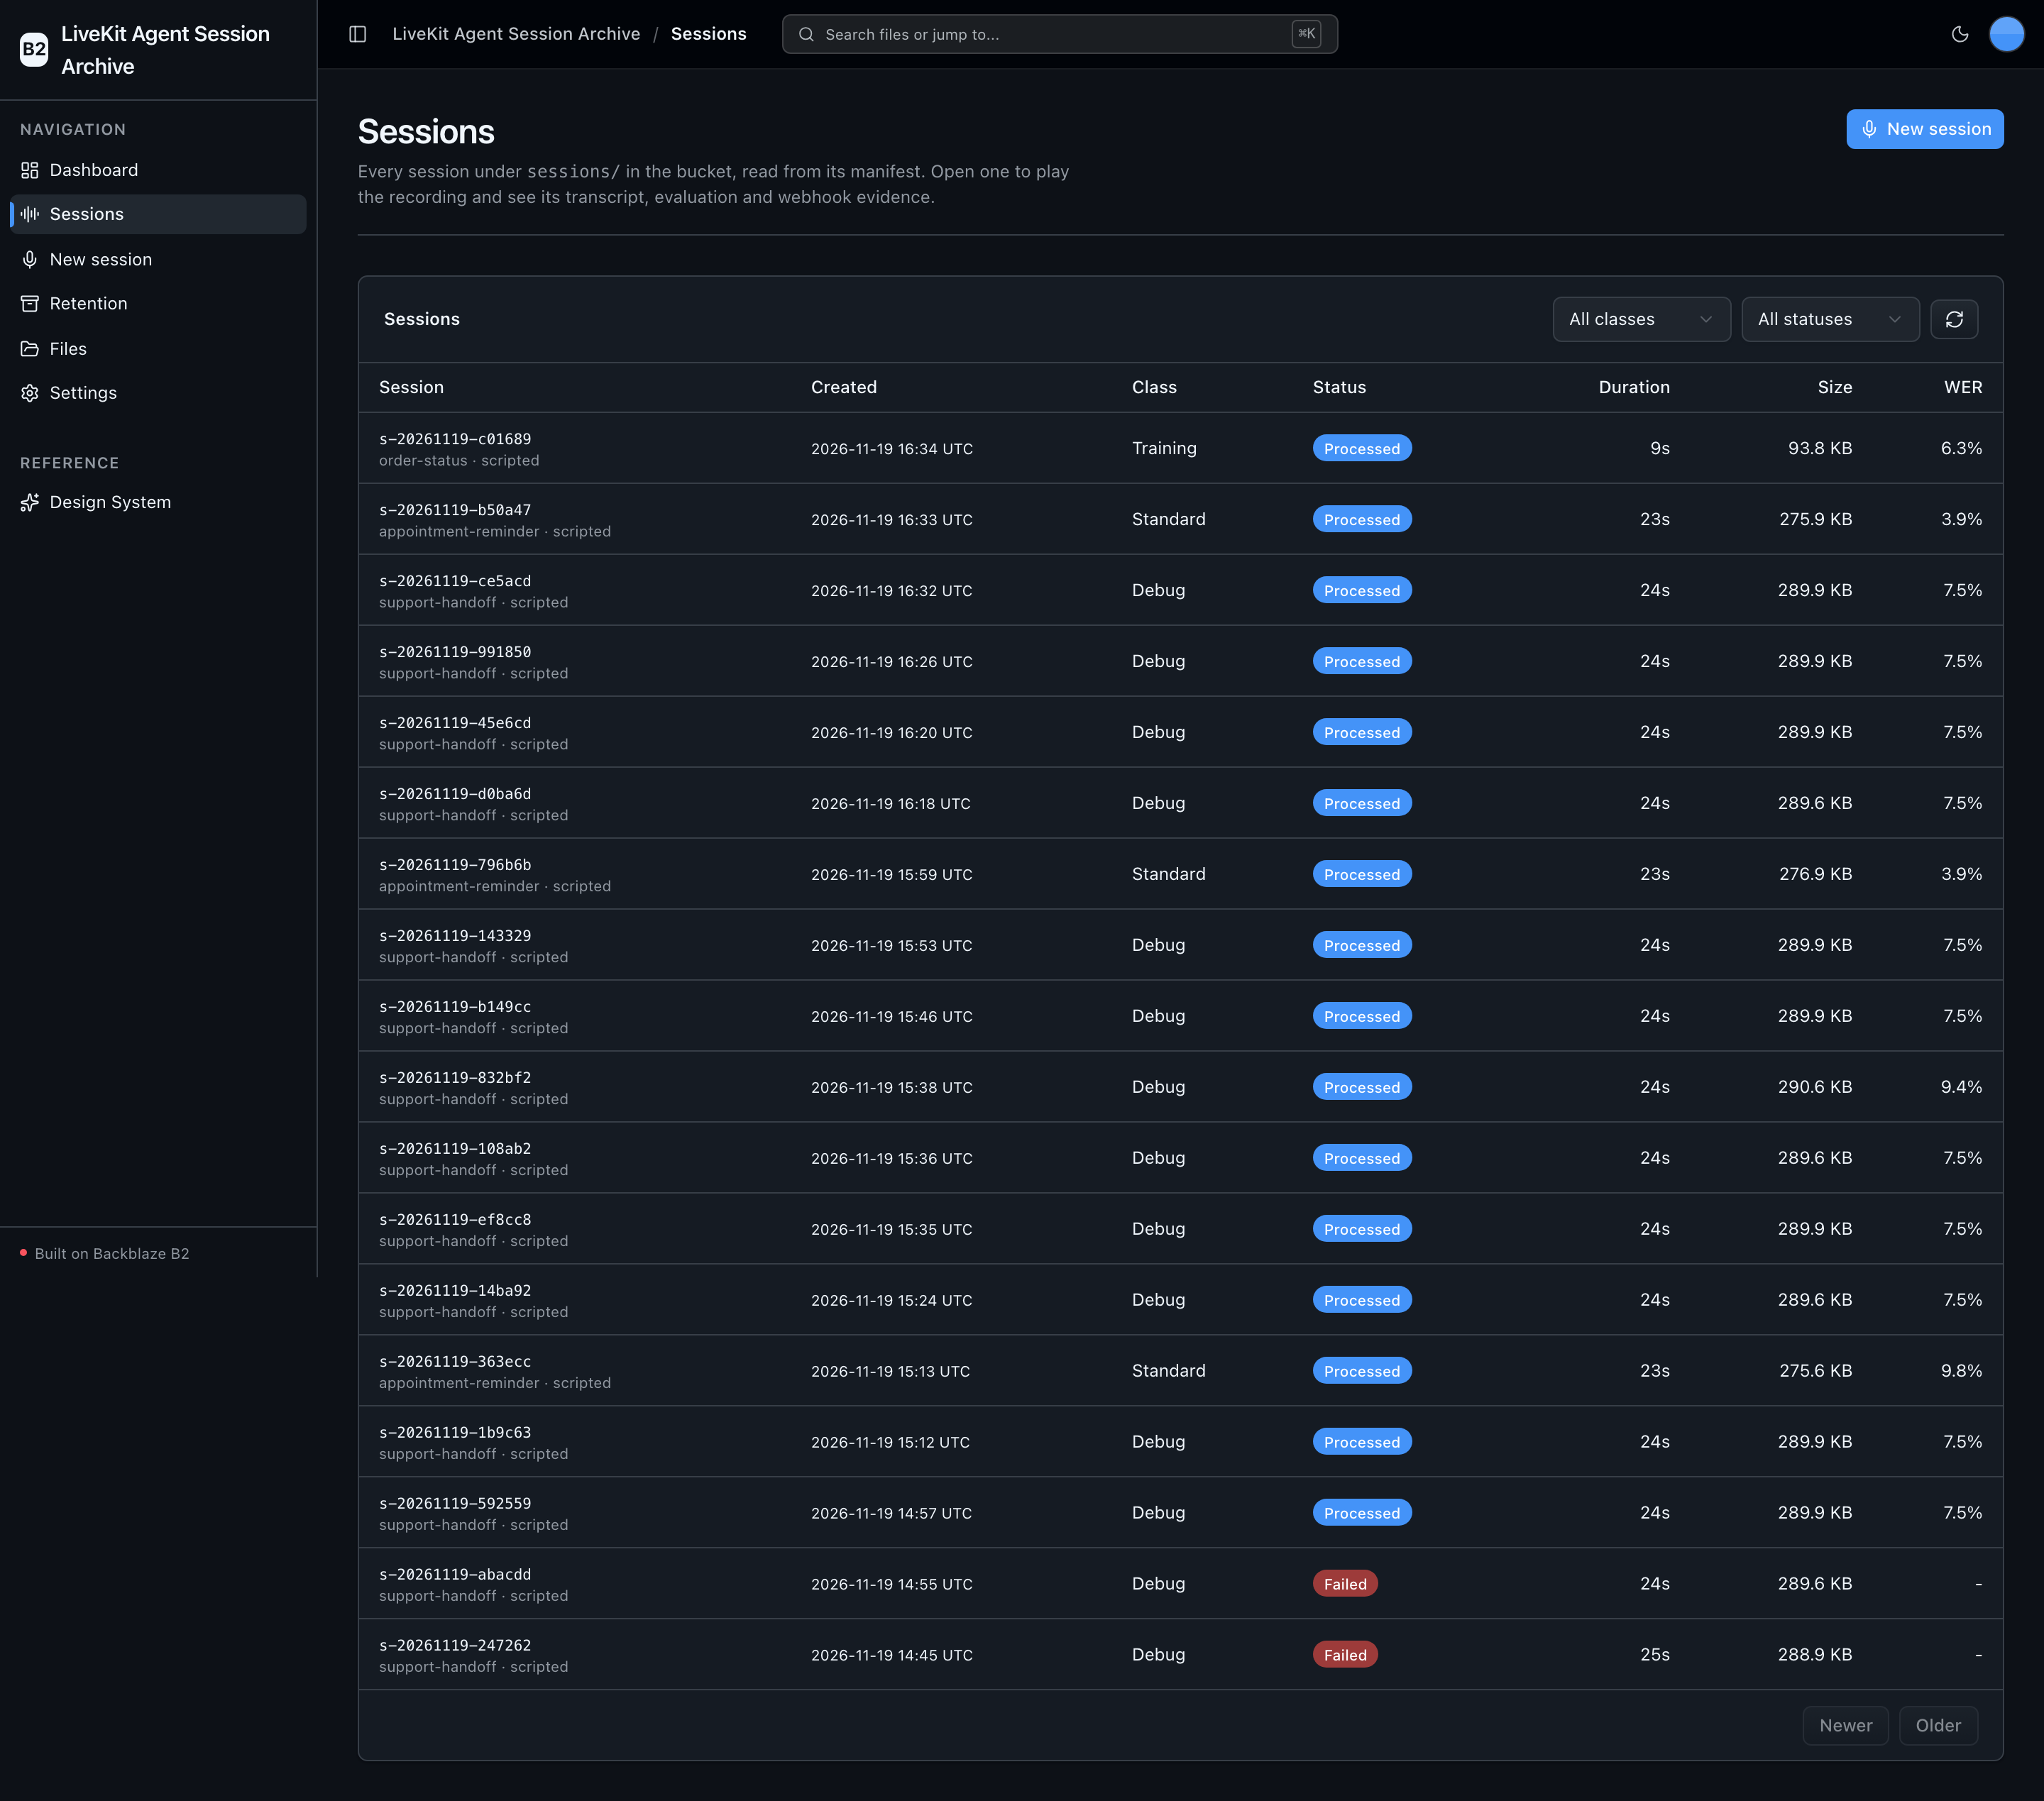 B2
LiveKit Agent Session
Archive
NAVIGATION
Dashboard
Sessions
New session
Retention
Files
Settings
REFERENCE
Design System
Built on Backblaze B2
LiveKit Agent Session Archive / Sessions
Search files or jump to... ⌘K
Sessions
New session
Every session under sessions/ in the bucket, read from its manifest. Open one to play
the recording and see its transcript, evaluation and webhook evidence.
Sessions All classes All statuses
Session Created Class Status Duration Size WER
s-20261119-c01689
order-status · scripted
2026-11-19 16:34 UTC Training Processed 9s 93.8 KB 6.3%
s-20261119-b50a47
appointment-reminder · scripted
2026-11-19 16:33 UTC Standard Processed 23s 275.9 KB 3.9%
s-20261119-ce5acd
support-handoff · scripted
2026-11-19 16:32 UTC Debug Processed 24s 289.9 KB 7.5%
s-20261119-991850
support-handoff · scripted
2026-11-19 16:26 UTC Debug Processed 24s 289.9 KB 7.5%
s-20261119-45e6cd
support-handoff · scripted
2026-11-19 16:20 UTC Debug Processed 24s 289.9 KB 7.5%
s-20261119-d0ba6d
support-handoff · scripted
2026-11-19 16:18 UTC Debug Processed 24s 289.6 KB 7.5%
s-20261119-796b6b
appointment-reminder · scripted
2026-11-19 15:59 UTC Standard Processed 23s 276.9 KB 3.9%
s-20261119-143329
support-handoff · scripted
2026-11-19 15:53 UTC Debug Processed 24s 289.9 KB 7.5%
s-20261119-b149cc
support-handoff · scripted
2026-11-19 15:46 UTC Debug Processed 24s 289.9 KB 7.5%
s-20261119-832bf2
support-handoff · scripted
2026-11-19 15:38 UTC Debug Processed 24s 290.6 KB 9.4%
s-20261119-108ab2
support-handoff · scripted
2026-11-19 15:36 UTC Debug Processed 24s 289.6 KB 7.5%
s-20261119-ef8cc8
support-handoff · scripted
2026-11-19 15:35 UTC Debug Processed 24s 289.9 KB 7.5%
s-20261119-14ba92
support-handoff · scripted
2026-11-19 15:24 UTC Debug Processed 24s 289.6 KB 7.5%
s-20261119-363ecc
appointment-reminder · scripted
2026-11-19 15:13 UTC Standard Processed 23s 275.6 KB 9.8%
s-20261119-1b9c63
support-handoff · scripted
2026-11-19 15:12 UTC Debug Processed 24s 289.9 KB 7.5%
s-20261119-592559
support-handoff · scripted
2026-11-19 14:57 UTC Debug Processed 24s 289.9 KB 7.5%
s-20261119-abacdd
support-handoff · scripted
2026-11-19 14:55 UTC Debug Failed 24s 289.6 KB -
s-20261119-247262
support-handoff · scripted
2026-11-19 14:45 UTC Debug Failed 25s 288.9 KB -
Newer Older